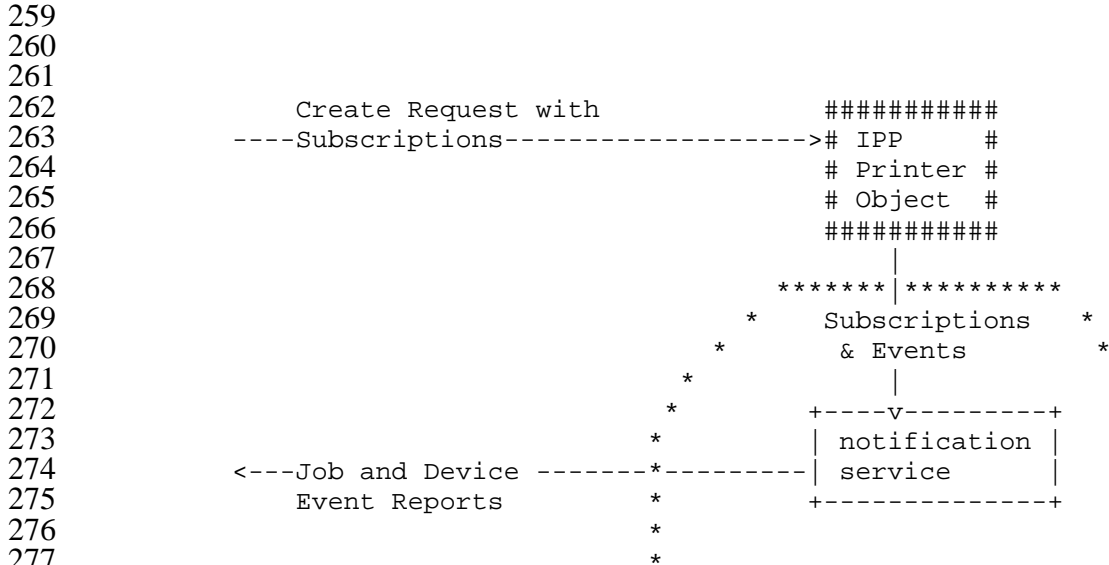 259
260
261
262 Create Request with ###########
263 ----Subscriptions------------------->#  IPP     #
264 # Printer #
265 # Object  #
266 ###########
267 |
268 *******|**********
269 * Subscriptions *
270 * & Events *
271 * |
272 * +----v---------+
273 * | notification |
274 <---Job and Device -------*---------| service |
275 Event Reports * +--------------+
276 *
277 *